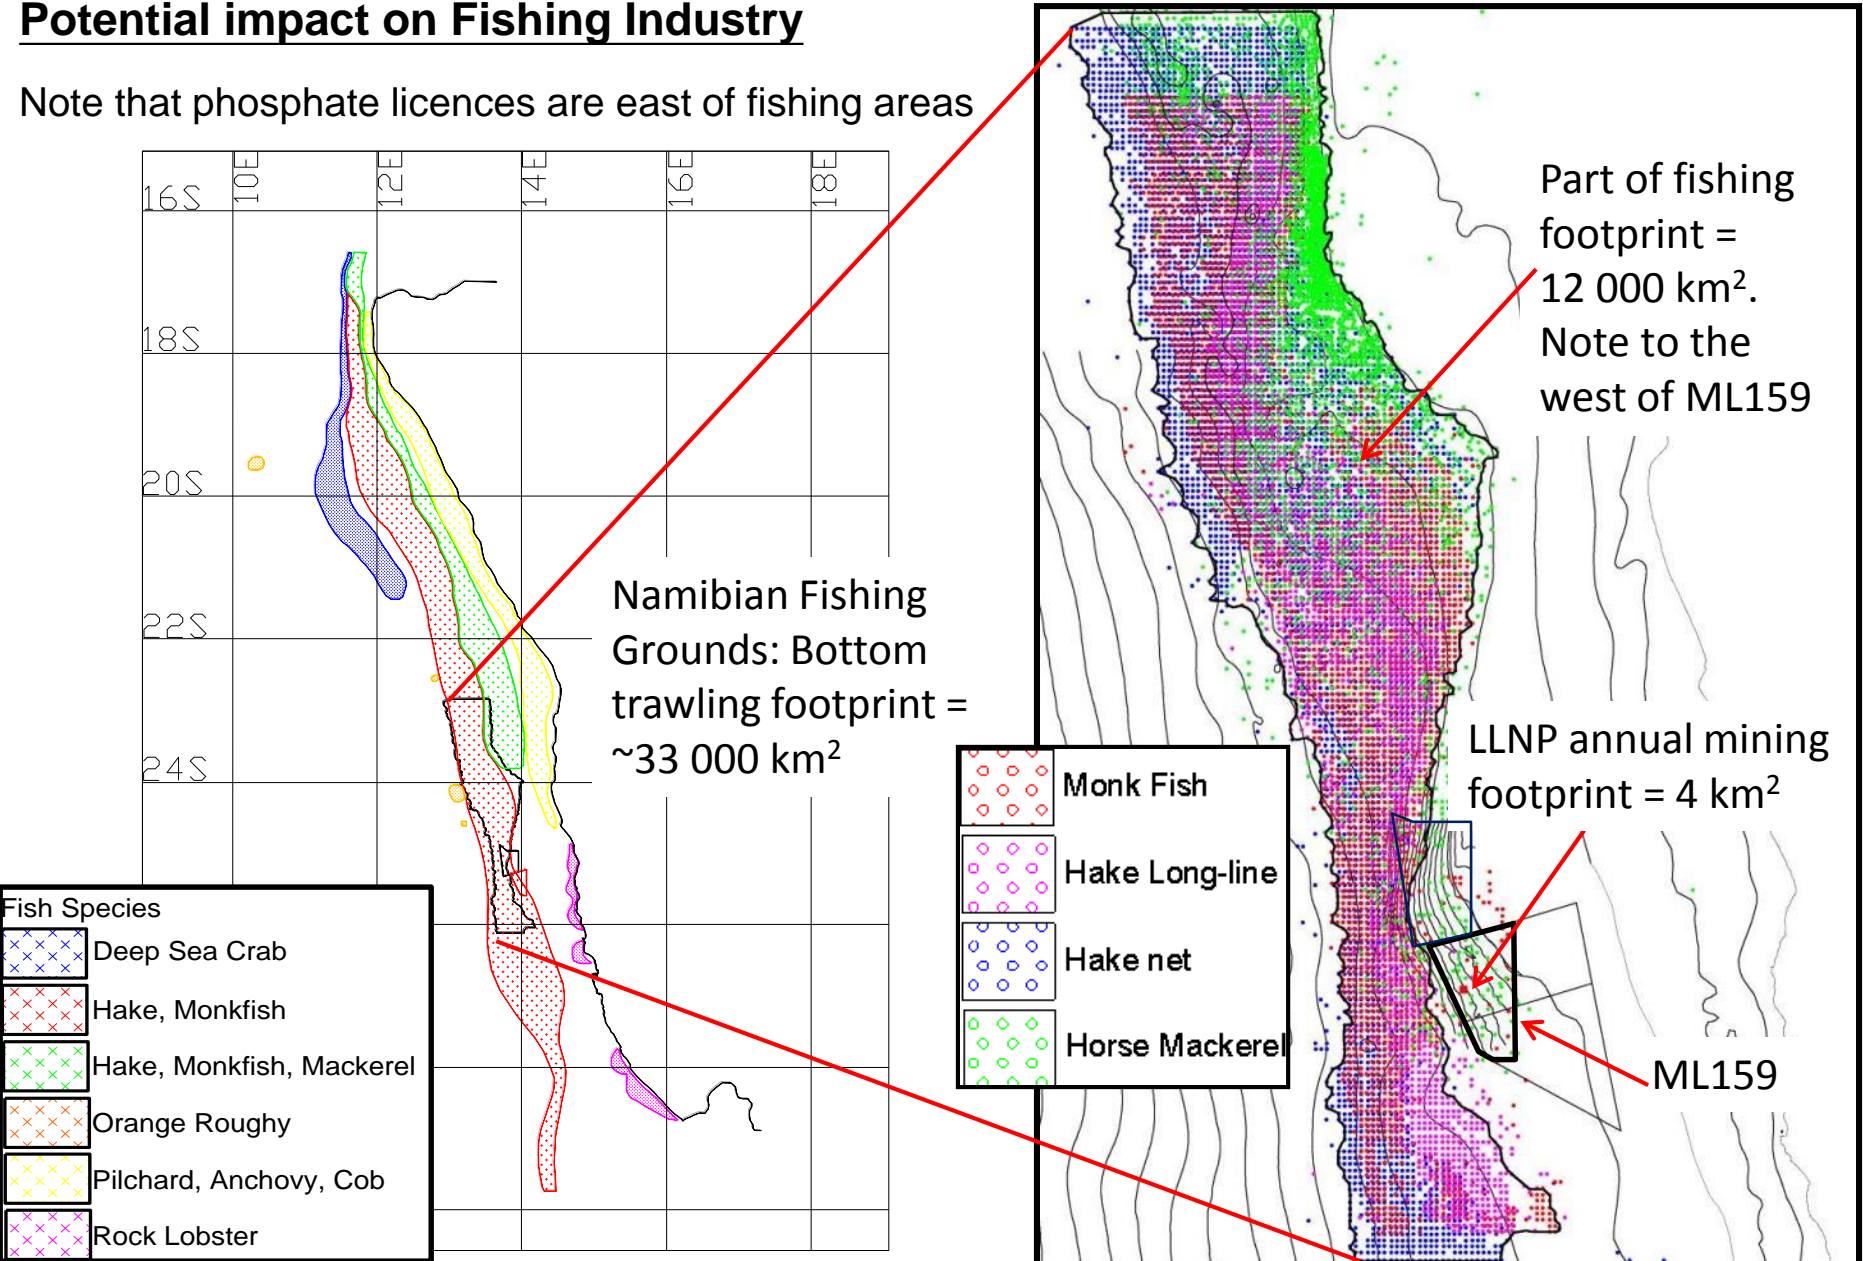 Potential impact on Fishing Industry
Note that phosphate licences are east of fishing areas
10E
12E
14E
16E
18E
16S
18S
20S
22S
24S
Namibian Fishing
Grounds: Bottom
trawling footprint =
~33 000 km²
Fish Species
Deep Sea Crab
Hake, Monkfish
Hake, Monkfish, Mackerel
Orange Roughy
Pilchard, Anchovy, Cob
Rock Lobster
Part of fishing
footprint =
12 000 km².
Note to the
west of ML159
LLNP annual mining
footprint = 4 km²
ML159
Monk Fish
Hake Long-line
Hake net
Horse Mackerel